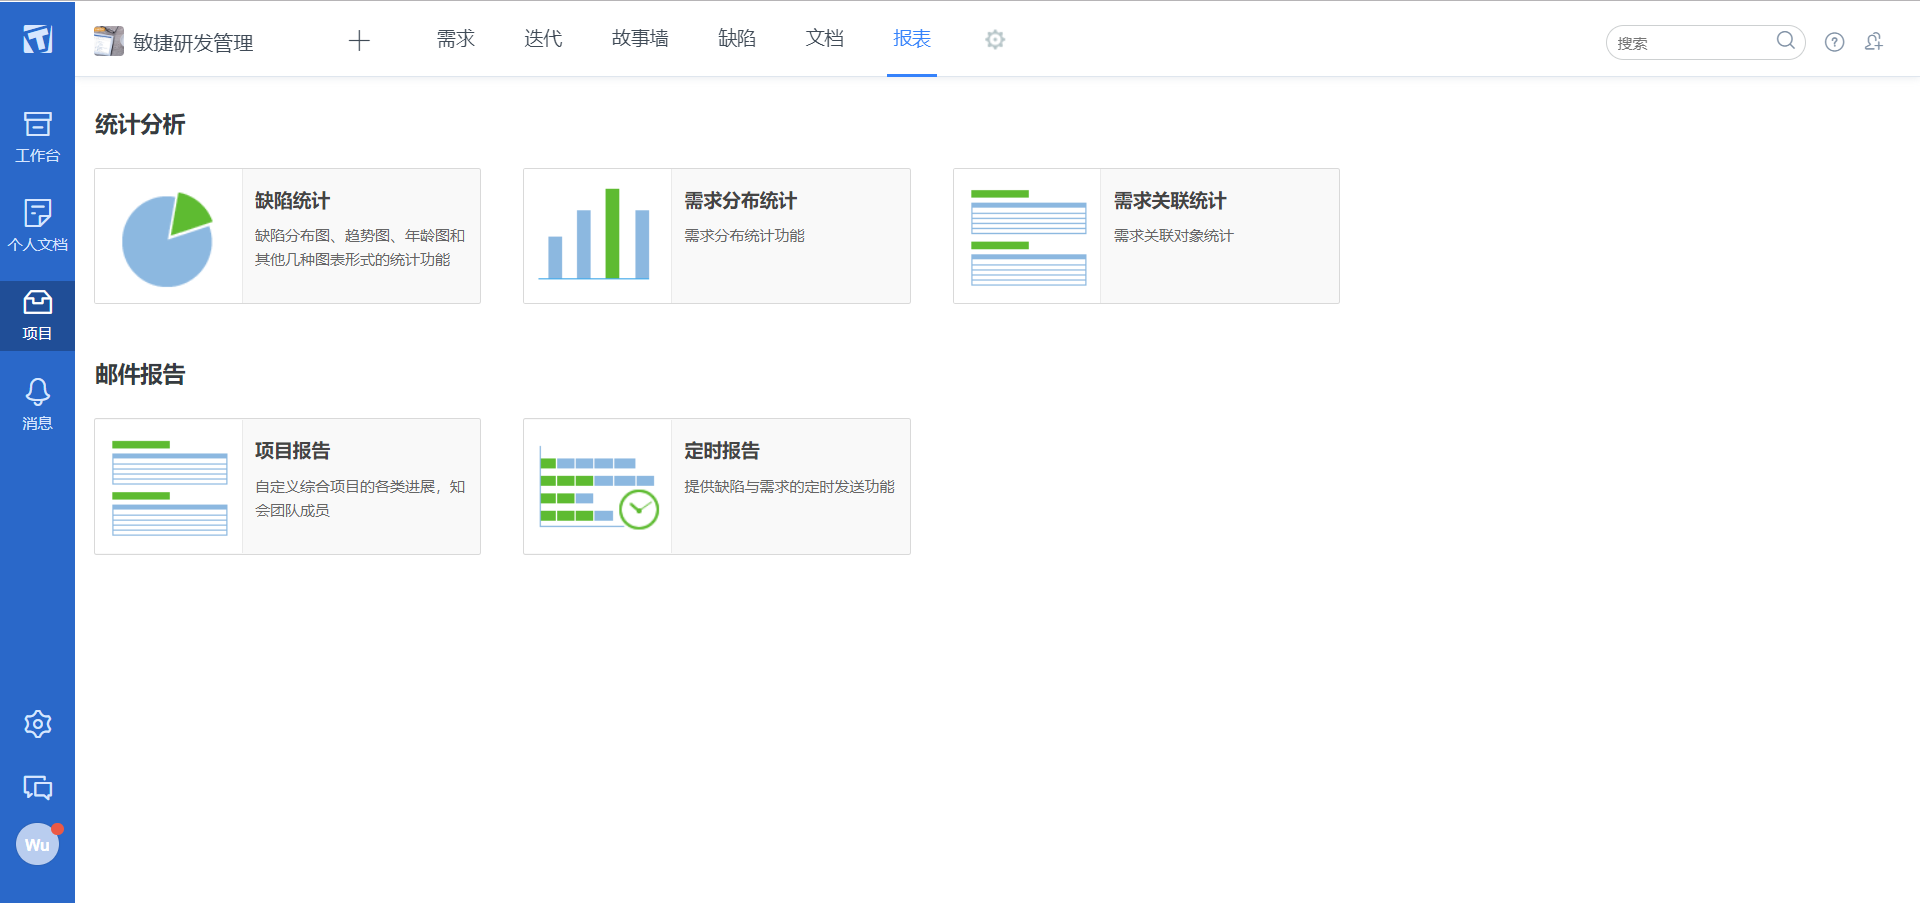 敏捷研发管理
需求
迭代
故事墙
缺陷
文档
报表
搜索
工作台
个人文档
项目
消息
Wu
统计分析
缺陷统计
缺陷分布图、趋势图、年龄图和
其他几种图表形式的统计功能
需求分布统计
需求分布统计功能
需求关联统计
需求关联对象统计
邮件报告
项目报告
自定义综合项目的各类进展，知
会团队成员
定时报告
提供缺陷与需求的定时发送功能